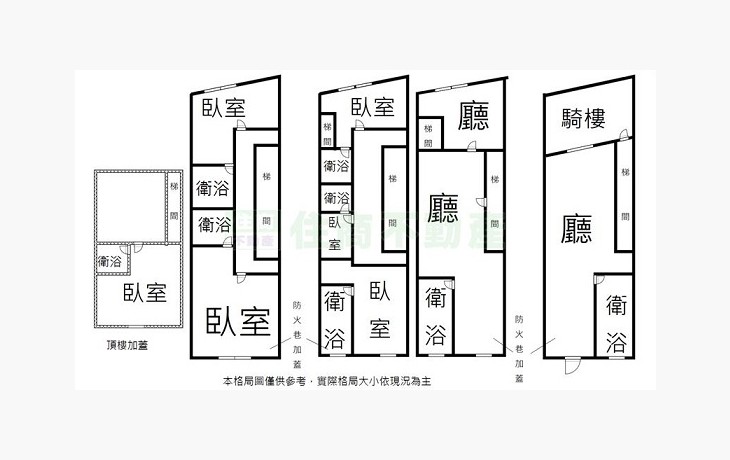 臥室
衛浴
衛浴
臥室
梯間
臥室
梯間
衛浴
衛浴
臥室
衛浴
臥室
梯間
廳
梯間
廳
衛浴
梯間
騎樓
廳
衛浴
梯間
衛浴
臥室
梯間
頂樓加蓋
防火巷加蓋
防火巷加蓋
住商不動產
本格局圖僅供參考，實際格局大小依現況為主